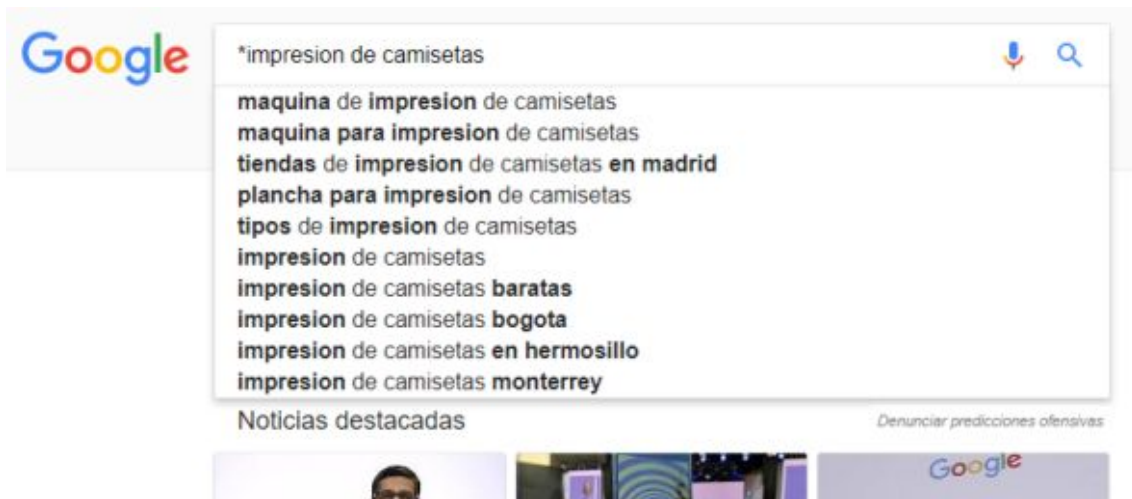 Google
*impresion de camisetas
maquina de impresion de camisetas
maquina para impresion de camisetas
tiendas de impresion de camisetas en madrid
plancha para impresion de camisetas
tipos de impresion de camisetas
impresion de camisetas
impresion de camisetas baratas
impresion de camisetas bogota
impresion de camisetas en hermosillo
impresion de camisetas monterrey
Noticias destacadas
Denunciar predicciones ofensivas
Google